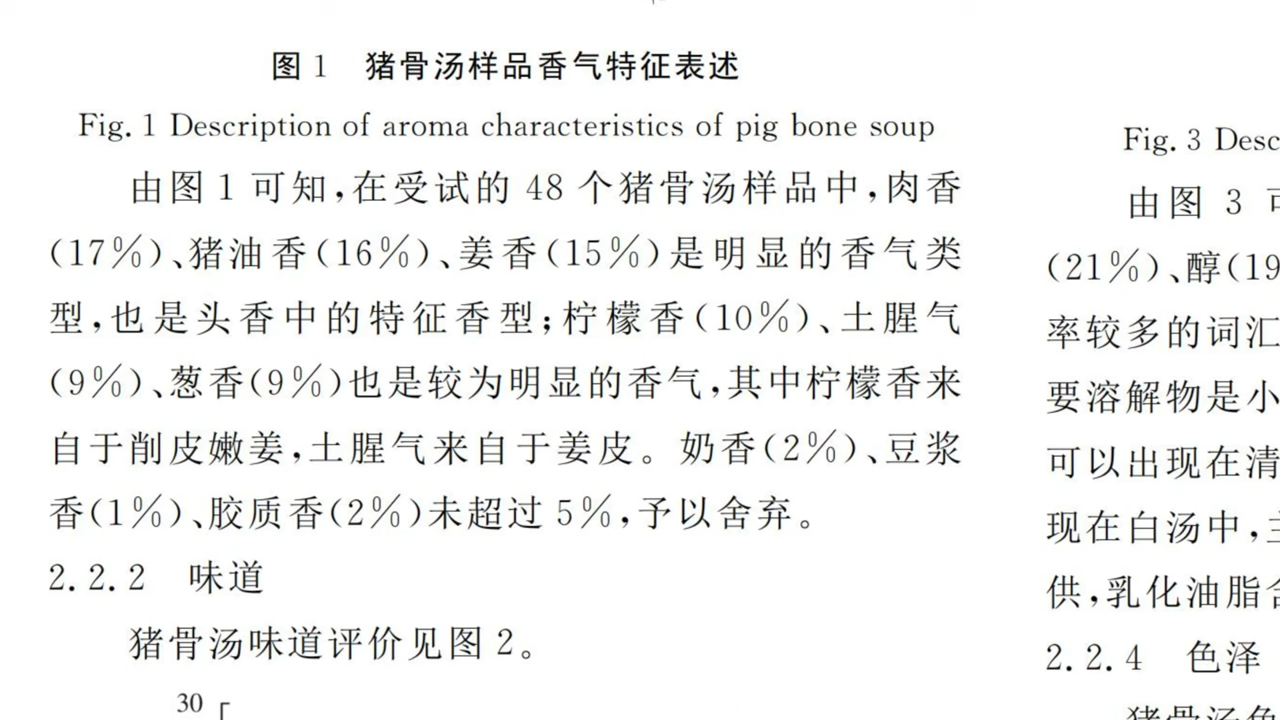 图 1 猪骨汤样品香气特征表述
Fig. 1 Description of aroma characteristics of pig bone soup
由图 1 可知,在受试的 48 个猪骨汤样品中,肉香
(17%)、猪油香(16%)、姜香(15%)是明显的香气类
型,也是头香中的特征香型;柠檬香(10%)、土腥气
(9%)、葱香(9%)也是较为明显的香气,其中柠檬香来
自于削皮嫩姜,土腥气来自于姜皮。奶香(2%)、豆浆
香(1%)、胶质香(2%)未超过 5%,予以舍弃。
2.2.2 味道
猪骨汤味道评价见图 2。
30
Fig. 3 Desc
由图 3
(21%)、醇(19
率较多的词汇
要溶解物是小
可以出现在清
现在白汤中,
供,乳化油脂
2.2.4 色泽
猪骨汤色